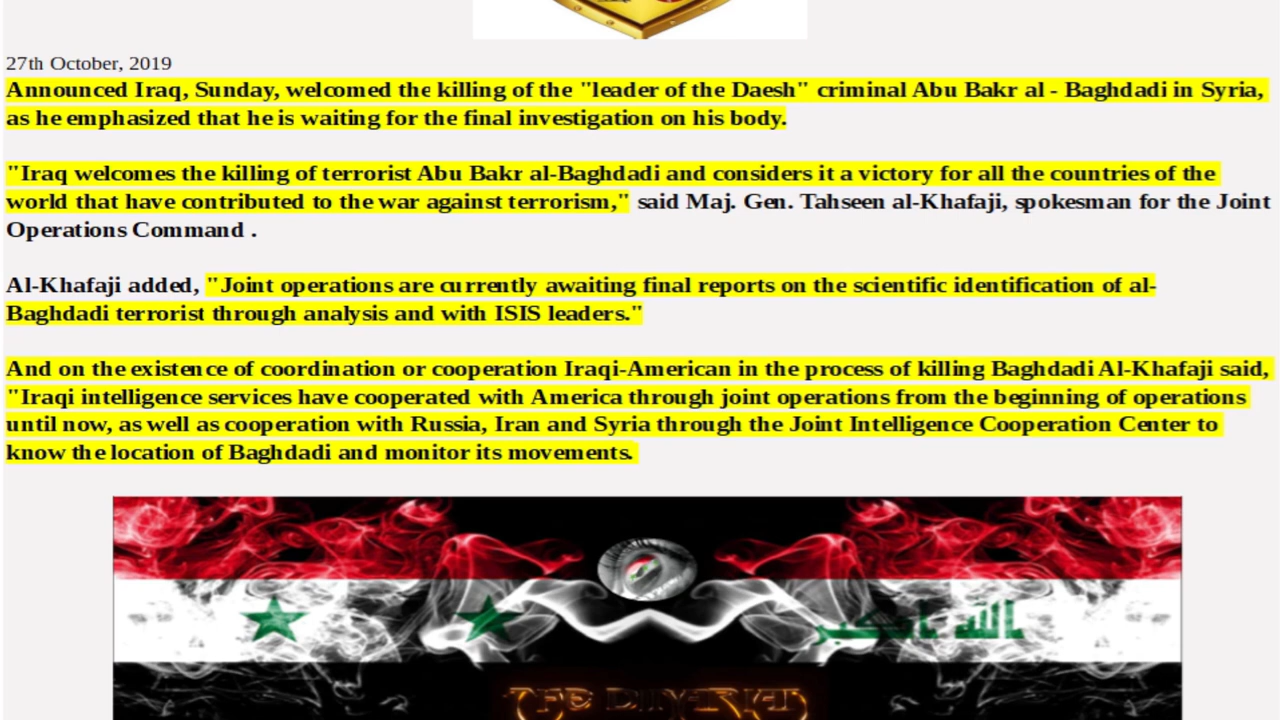 27th October, 2019
Announced Iraq, Sunday, welcomed the killing of the "leader of the Daesh" criminal Abu Bakr al - Baghdadi in Syria,
as he emphasized that he is waiting for the final investigation on his body.
"Iraq welcomes the killing of terrorist Abu Bakr al-Baghdadi and considers it a victory for all the countries of the
world that have contributed to the war against terrorism," said Maj. Gen. Tahseen al-Khafaji, spokesman for the Joint
Operations Command .
Al-Khafaji added, "Joint operations are currently awaiting final reports on the scientific identification of al-
Baghdadi terrorist through analysis and with ISIS leaders."
And on the existence of coordination or cooperation Iraqi-American in the process of killing Baghdadi Al-Khafaji said,
"Iraqi intelligence services have cooperated with America through joint operations from the beginning of operations
until now, as well as cooperation with Russia, Iran and Syria through the Joint Intelligence Cooperation Center to
know the location of Baghdadi and monitor its movements.
الله اكبر